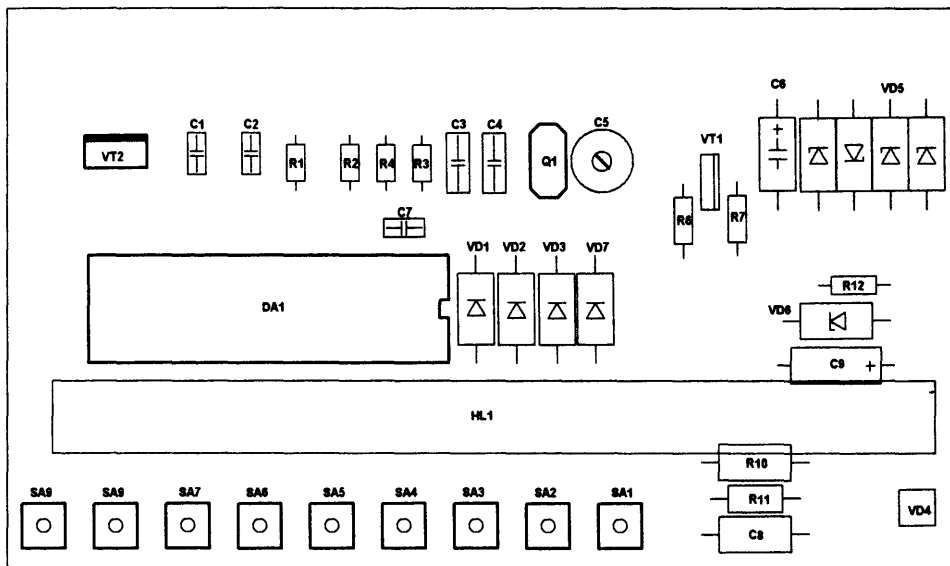 C6 VD5
C1 C2 C3 C4 C5
VT1
VT2 R1 R2 R4 R3 Q1
+
C7 R6 R7
VD1 VD2 VD3 VD7
R12
DA1
VD6
C9 +
HL1
R10
SA9 SA9 SA7 SA6 SA5 SA4 SA3 SA2 SA1
R11
VD4
C8